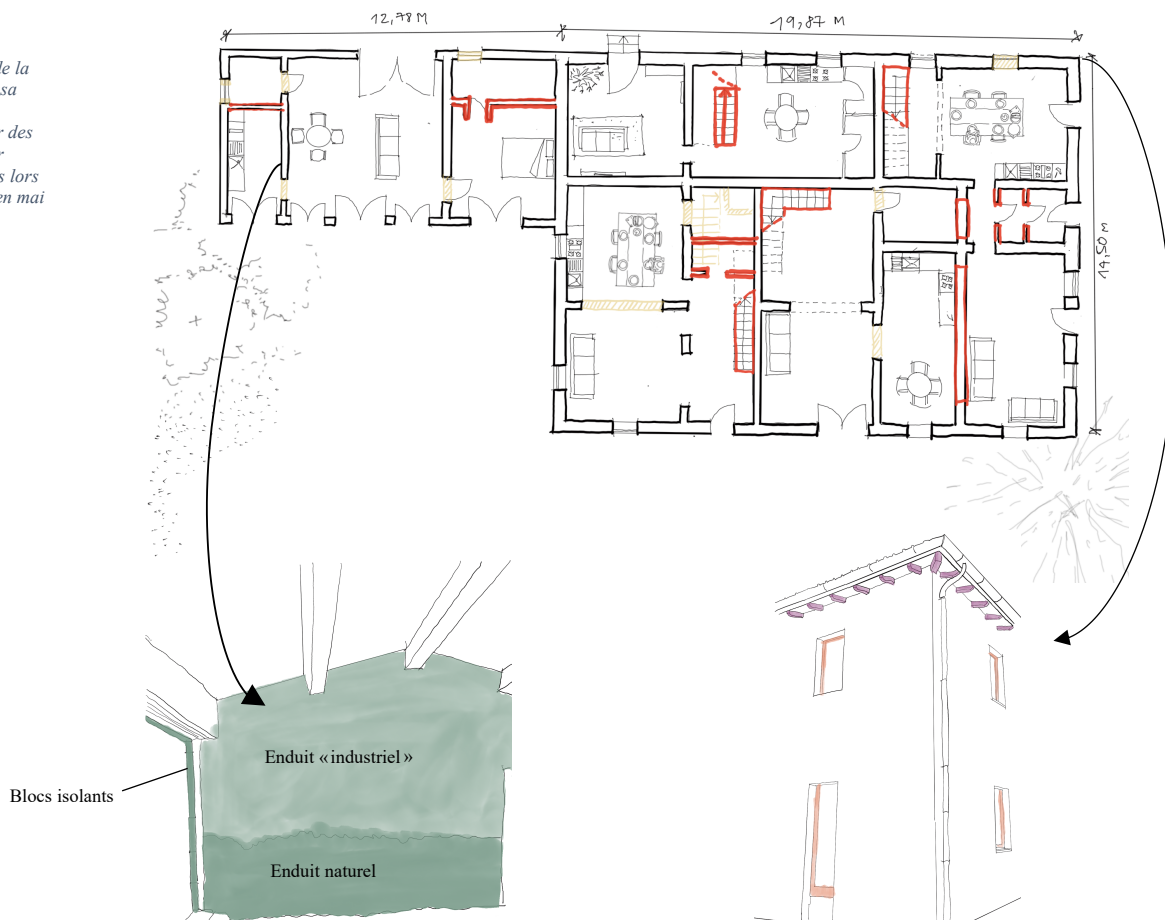 12,78 M
19,87 M
de la
sa
r des
r
s lors
en mai
14,50 M
Enduit « industriel »
Blocs isolants
Enduit naturel